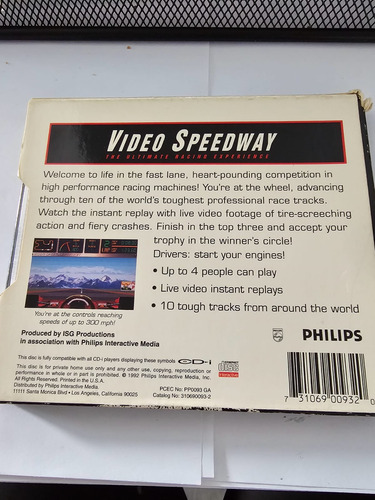 VIDEO SPEEDWAY
THE ULTIMATE RACING EXPERIENCE
Welcome to life in the fast lane, heart-pounding competition in
high performance racing machines! You're at the wheel, advancing
through ten of the world's toughest professional race tracks.
Watch the instant replay with live video footage of tire-screeching
action and fiery crashes. Finish in the top three and accept your
trophy in the winner's circle!
Drivers: start your engines!
• Up to 4 people can play
• Live video instant replays
• 10 tough tracks from around the world
You're at the controls reaching
speeds of up to 300 mph!
Produced by ISG Productions
in association with Philips Interactive Media
PHILIPS
This disc is fully compatible with all CD-i players displaying these symbols CD-i
This disc is for private home use only and any other use, copying, reproduction or
performance in whole or in part is prohibited. © 1992 Philips Interactive Media, Inc.
All Rights Reserved. Printed in the U.S.A.
Distributed by Philips Interactive Media
11111 Santa Monica Blvd • Los Angeles, California 90025
PCEC No: PP0093 GA
Catalog No: 310690093-2
7 31069 00932 0